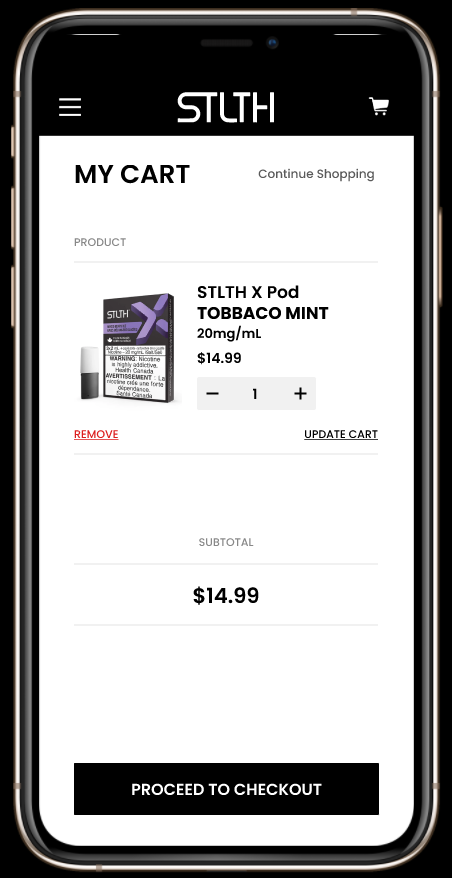 STLTH
MY CART
Continue Shopping
PRODUCT
STLTH X Pod
TOBBACO MINT
20mg/mL
$14.99
− 1 +
STLTH
WARNING: Nicotine
is highly addictive.
Health Canada
AVERTISSEMENT : La
nicotine crée une forte
dépendance.
Santé Canada
REMOVE
UPDATE CART
SUBTOTAL
$14.99
PROCEED TO CHECKOUT